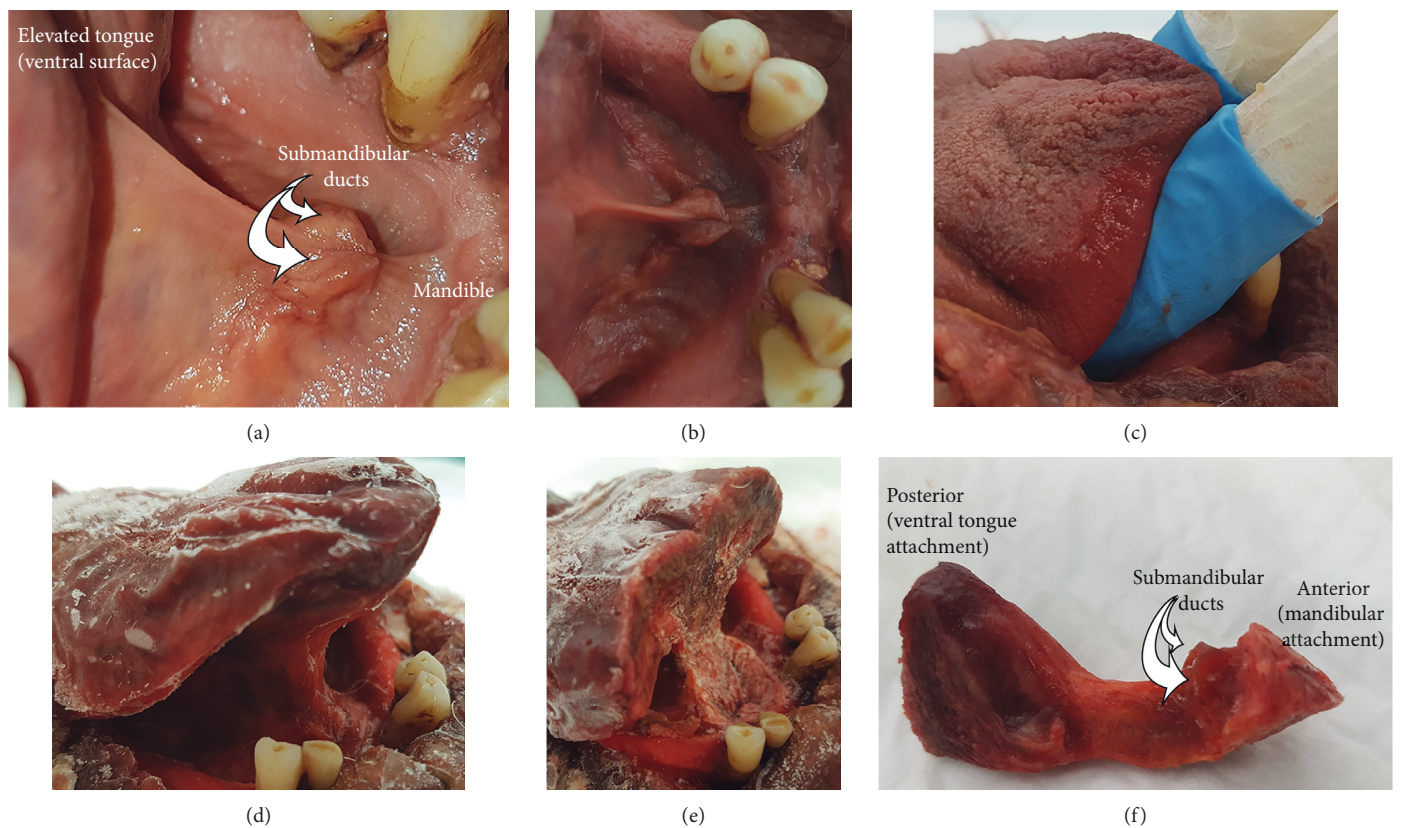 Elevated tongue
(ventral surface)
Submandibular
ducts
Mandible
(a)
(b)
(c)
(d)
(e)
Posterior
(ventral tongue
attachment)
Submandibular
ducts
Anterior
(mandibular
attachment)
(f)